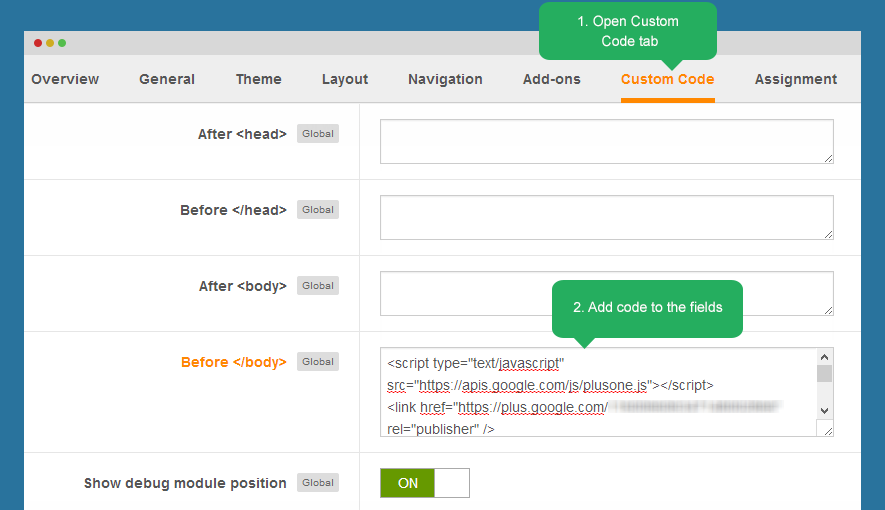 1. Open Custom
Code tab
Overview General Theme Layout Navigation Add-ons Custom Code Assignment
After <head> Global
Before </head> Global
After <body> Global
2. Add code to the fields
Before </body> Global
<script type="text/javascript"
src="https://apis.google.com/js/plusone.js"></script>
<link href="https://plus.google.com/
rel="publisher" />
Show debug module position Global
ON